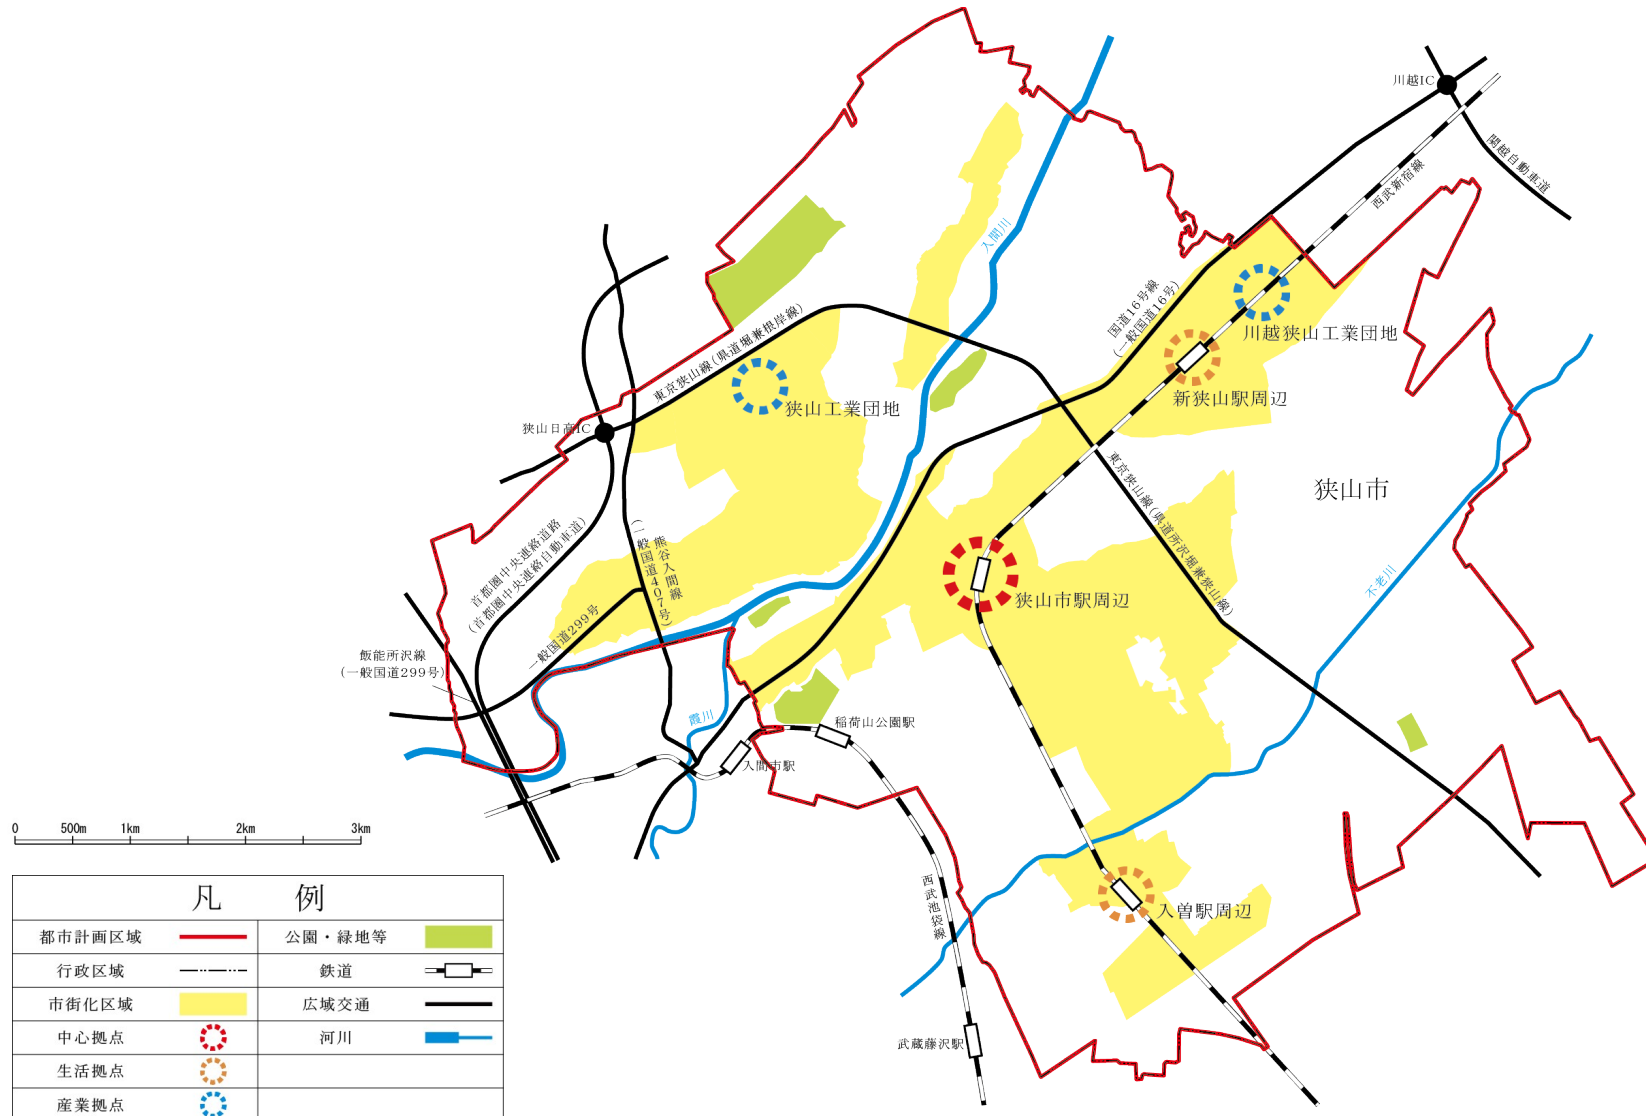 川越IC
関越自動車道
西武新宿線
入間川
国道16号線
(一般国道16号)
川越狭山工業団地
東京狭山線(県道堀兼根岸線)
新狭山駅周辺
狭山工業団地
狭山日高IC
東京狭山線(県道所沢堀兼狭山線)
狭山市
首都圏中央連絡道路
(首都圏中央連絡自動車道)
熊谷入間線
(一般国道407号)
不老川
狭山市駅周辺
一般国道299号
飯能所沢線
(一般国道299号)
霞川
稲荷山公園駅
入間市駅
0 500m 1km 2km 3km
西武池袋線
入曽駅周辺
武蔵藤沢駅
凡 例
都市計画区域 公園・緑地等
行政区域 鉄道
市街化区域 広域交通
中心拠点 河川
生活拠点
産業拠点